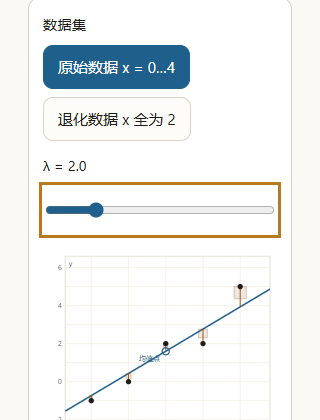 数据集
原始数据 x = 0...4
退化数据 x 全为 2
λ = 2.0
y
6
4
2
均值点
0